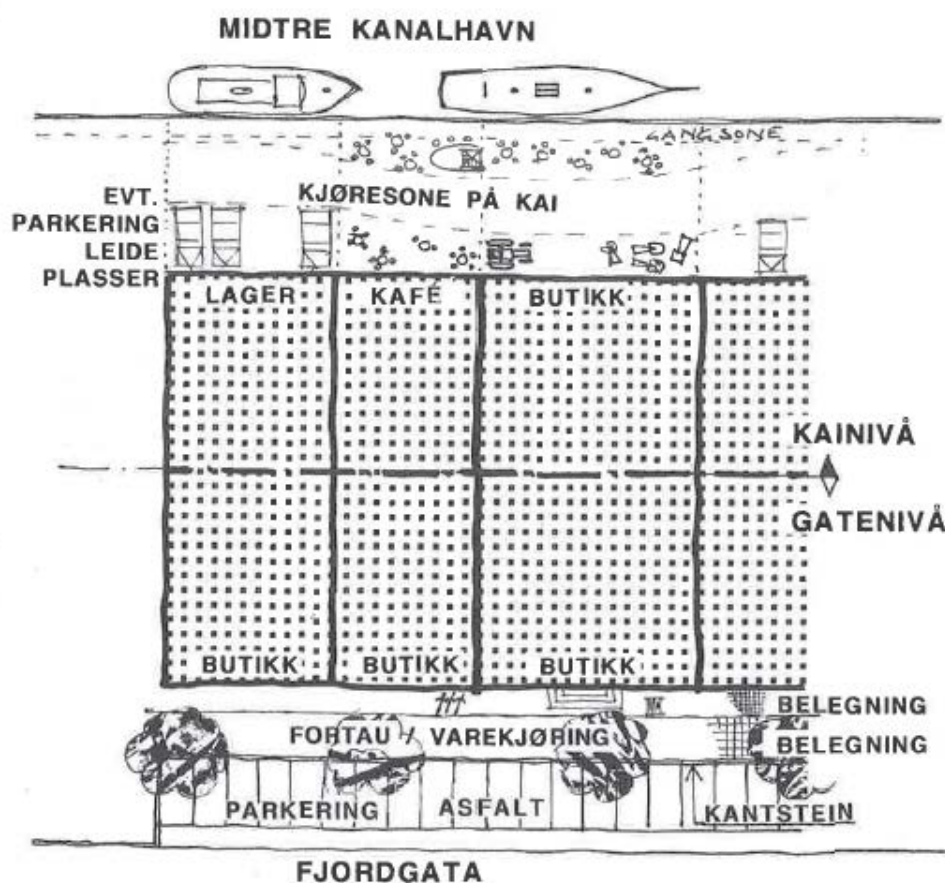 MIDTRE KANALHAVN
GANGSONE
KJØRESONE PÅ KAI
EVT.
PARKERING
LEIDE
PLASSER
LAGER KAFÉ BUTIKK
KAINIVÅ
GATENIVÅ
BUTIKK BUTIKK BUTIKK
BELEGNING
FORTAU / VAREKJØRING BELEGNING
PARKERING ASFALT KANTSTEIN
FJORDGATA